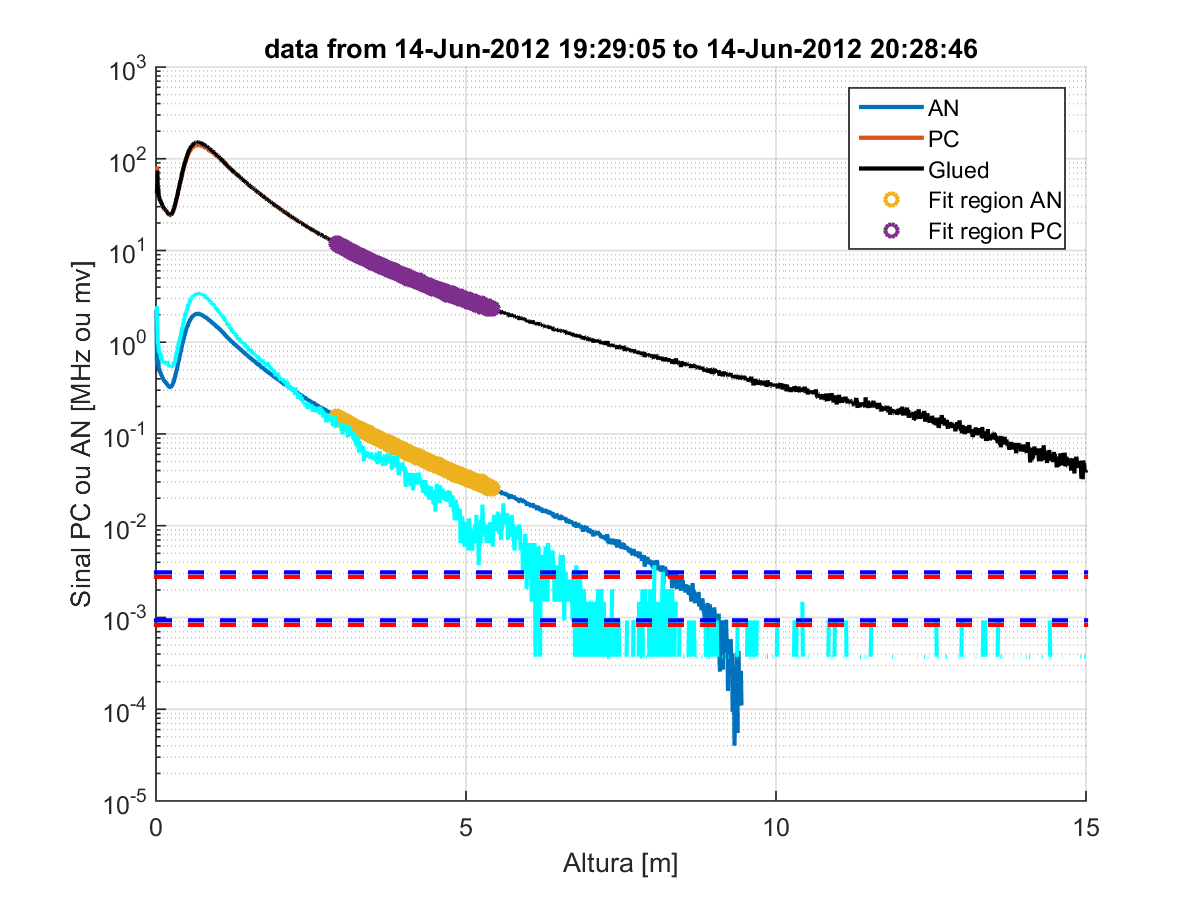 data from 14-Jun-2012 19:29:05 to 14-Jun-2012 20:28:46
10^3
10^2
10^1
10^0
10^-1
10^-2
10^-3
10^-4
10^-5
Sinal PC ou AN [MHz ou mv]
AN
PC
Glued
Fit region AN
Fit region PC
0 5 10 15
Altura [m]